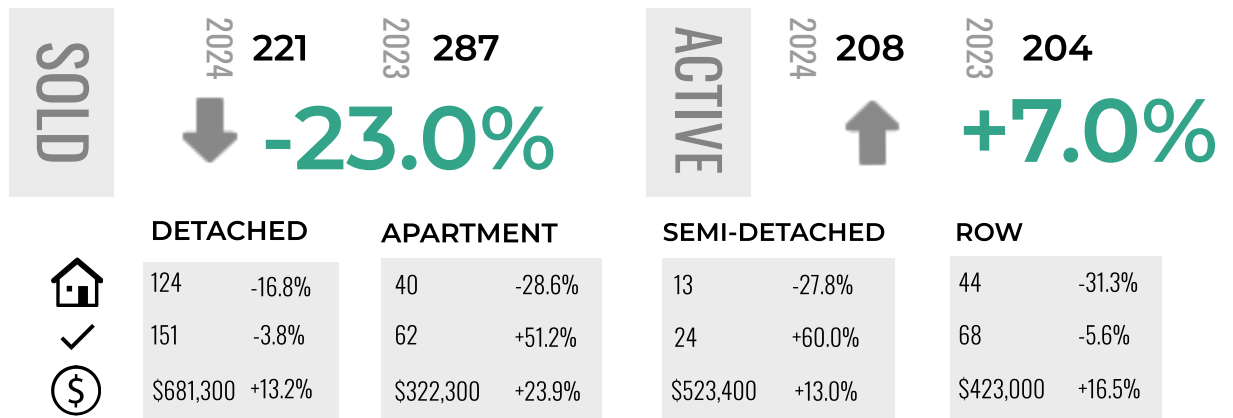 SOLD
2024 221 2023 287
-23.0%
ACTIVE
2024 208 2023 204
+7.0%
DETACHED APARTMENT SEMI-DETACHED ROW
124 -16.8% 40 -28.6% 13 -27.8% 44 -31.3%
151 -3.8% 62 +51.2% 24 +60.0% 68 -5.6%
$681,300 +13.2% $322,300 +23.9% $523,400 +13.0% $423,000 +16.5%